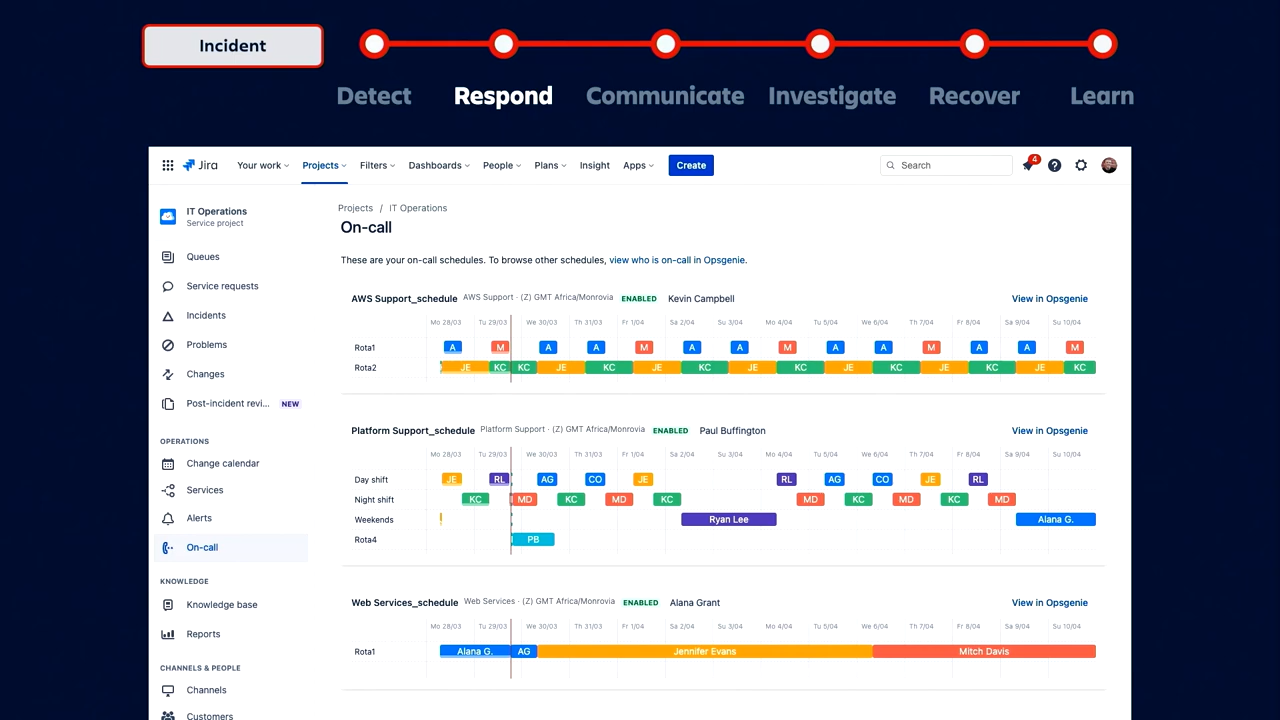 Incident
Detect Respond Communicate Investigate Recover Learn
Jira Your work Projects Filters Dashboards People Plans Insight Apps Create Search 4
IT Operations
Service project
Queues
Service requests
Incidents
Problems
Changes
Post-incident revi... NEW
OPERATIONS
Change calendar
Services
Alerts
On-call
KNOWLEDGE
Knowledge base
Reports
CHANNELS & PEOPLE
Channels
Customers
Projects / IT Operations
On-call
These are your on-call schedules. To browse other schedules, view who is on-call in Opsgenie.
AWS Support_schedule AWS Support · (Z) GMT Africa/Monrovia ENABLED Kevin Campbell View in Opsgenie
Mo 28/03 Tu 29/03 We 30/03 Th 31/03 Fr 1/04 Sa 2/04 Su 3/04 Mo 4/04 Tu 5/04 We 6/04 Th 7/04 Fr 8/04 Sa 9/04 Su 10/04
Rota1 A M A A M A A M A A M A A M
Rota2 JE KC KC JE KC JE KC JE KC JE KC JE KC JE KC
Platform Support_schedule Platform Support · (Z) GMT Africa/Monrovia ENABLED Paul Buffington View in Opsgenie
Mo 28/03 Tu 29/03 We 30/03 Th 31/03 Fr 1/04 Sa 2/04 Su 3/04 Mo 4/04 Tu 5/04 We 6/04 Th 7/04 Fr 8/04 Sa 9/04 Su 10/04
Day shift JE RL AG CO JE RL AG CO JE RL
Night shift KC MD KC MD KC MD KC MD KC MD
Weekends Ryan Lee Alana G.
Rota4 PB
Web Services_schedule Web Services · (Z) GMT Africa/Monrovia ENABLED Alana Grant View in Opsgenie
Mo 28/03 Tu 29/03 We 30/03 Th 31/03 Fr 1/04 Sa 2/04 Su 3/04 Mo 4/04 Tu 5/04 We 6/04 Th 7/04 Fr 8/04 Sa 9/04 Su 10/04
Rota1 Alana G. AG Jennifer Evans Mitch Davis